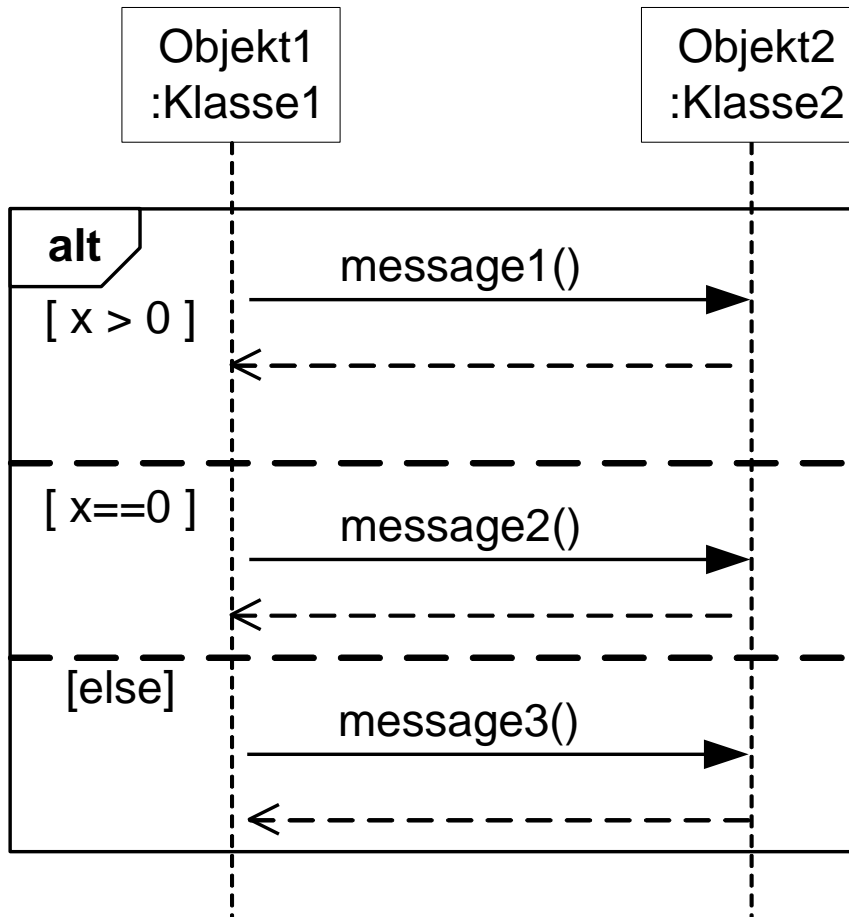 Objekt1
:Klasse1
Objekt2
:Klasse2
alt
message1()
[ x > 0 ]
[ x==0 ]
message2()
[else]
message3()